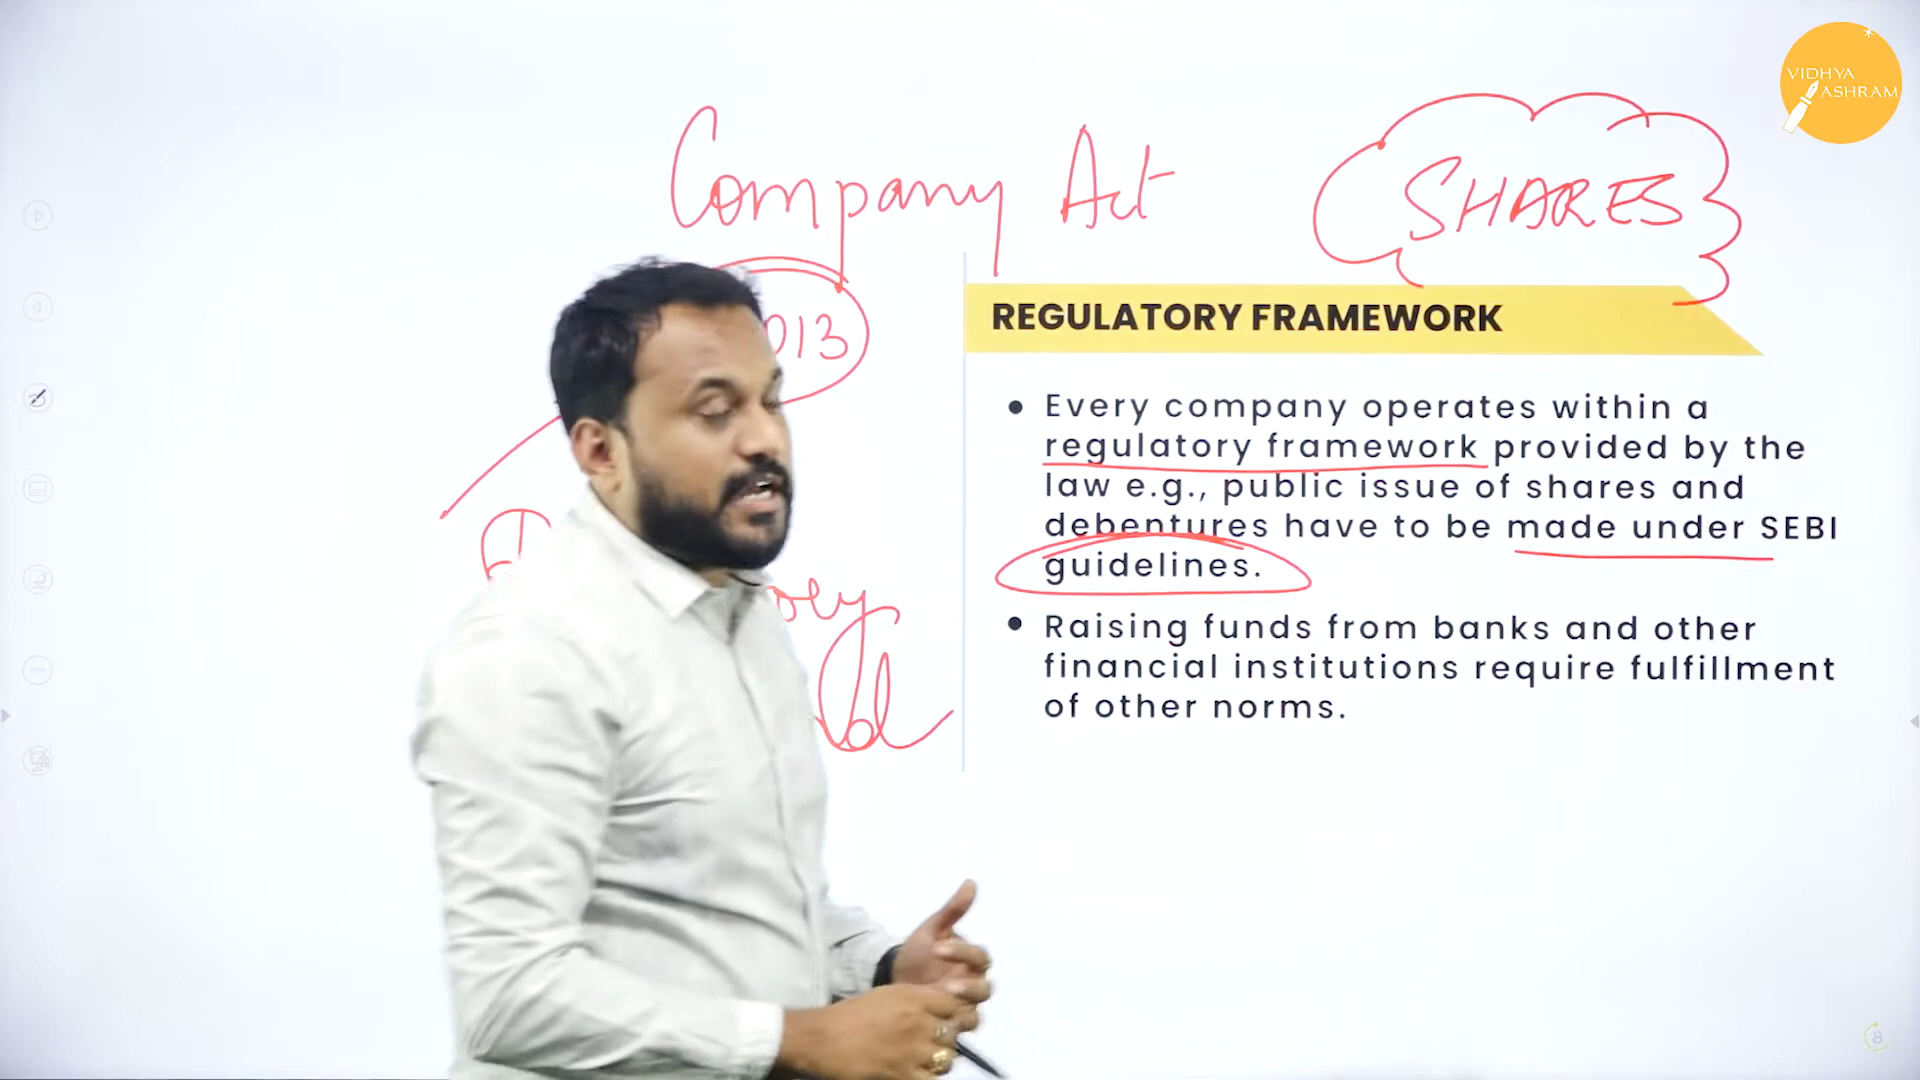 VIDHYA
ASHRAM
Company Act
SHARES
013
REGULATORY FRAMEWORK
• Every company operates within a
regulatory framework provided by the
law e.g., public issue of shares and
debentures have to be made under SEBI
guidelines.
• Raising funds from banks and other
financial institutions require fulfillment
of other norms.
8